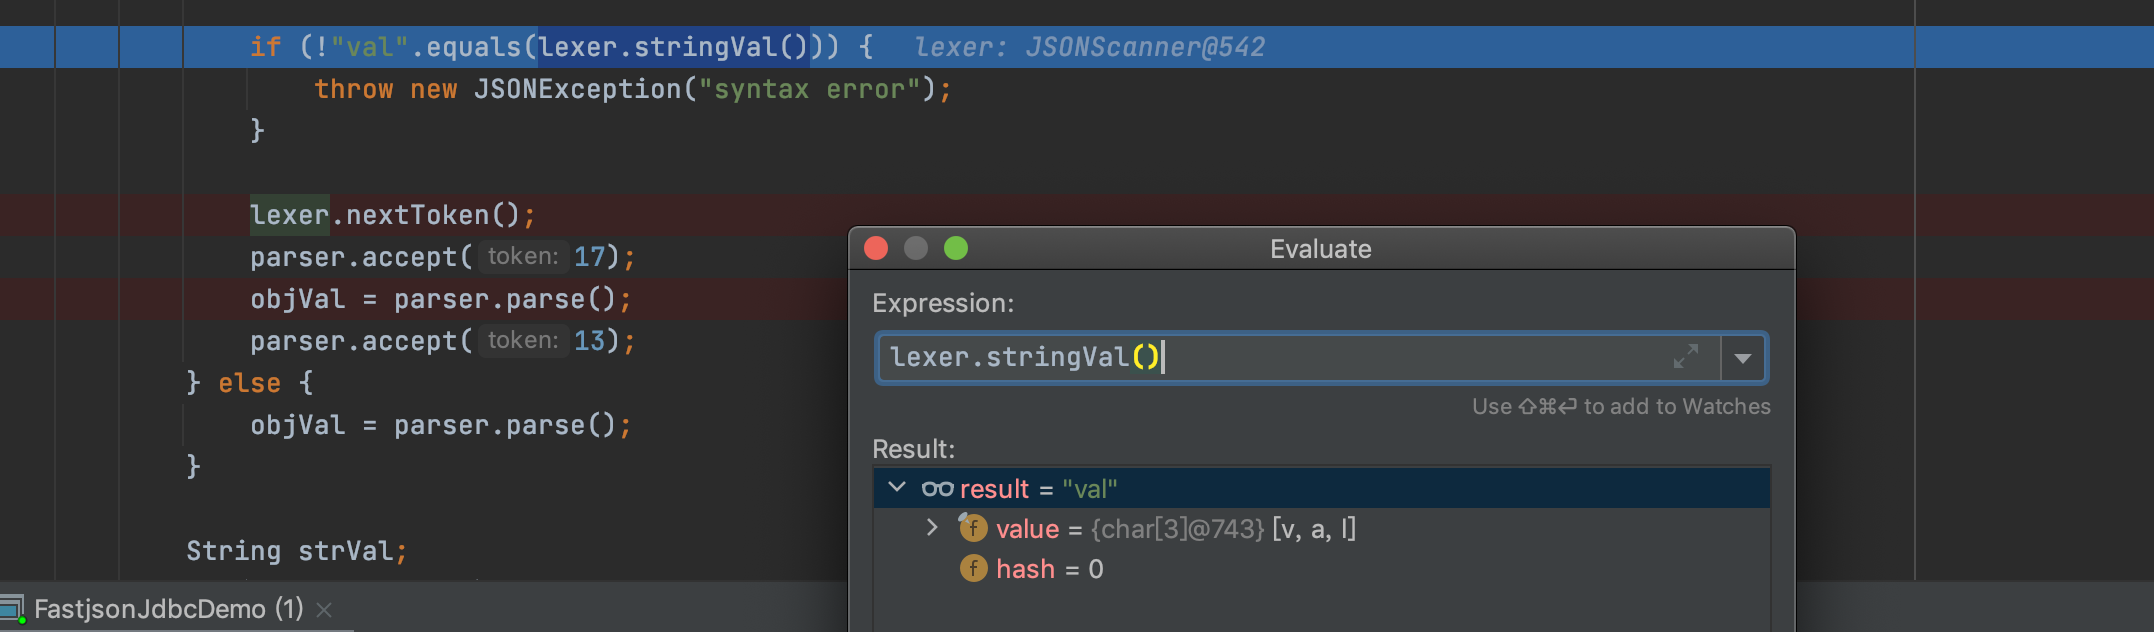 if (!"val".equals(lexer.stringVal())) {   lexer: JSONScanner@542
throw new JSONException("syntax error");
}
lexer.nextToken();
parser.accept( token: 17);
objVal = parser.parse();
parser.accept( token: 13);
} else {
objVal = parser.parse();
}
String strVal;
FastjsonJdbcDemo (1) ×
Evaluate
Expression:
lexer.stringVal()
Use ⇧⌘↩ to add to Watches
Result:
result = "val"
f value = {char[3]@743} [v, a, l]
f hash = 0